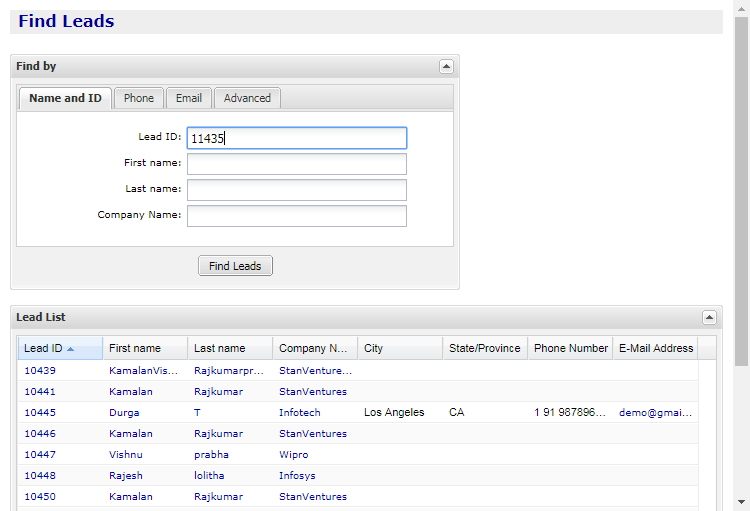 Find Leads
Find by
Name and ID Phone Email Advanced
Lead ID: 11435
First name:
Last name:
Company Name:
Find Leads
Lead List
Lead ID First name Last name Company N... City State/Province Phone Number E-Mail Address
10439 KamalanVis... Rajkumarpr... StanVenture...
10441 Kamalan Rajkumar StanVentures
10445 Durga T Infotech Los Angeles CA 1 91 987896... demo@gmai...
10446 Kamalan Rajkumar StanVentures
10447 Vishnu prabha Wipro
10448 Rajesh lolitha Infosys
10450 Kamalan Rajkumar StanVentures